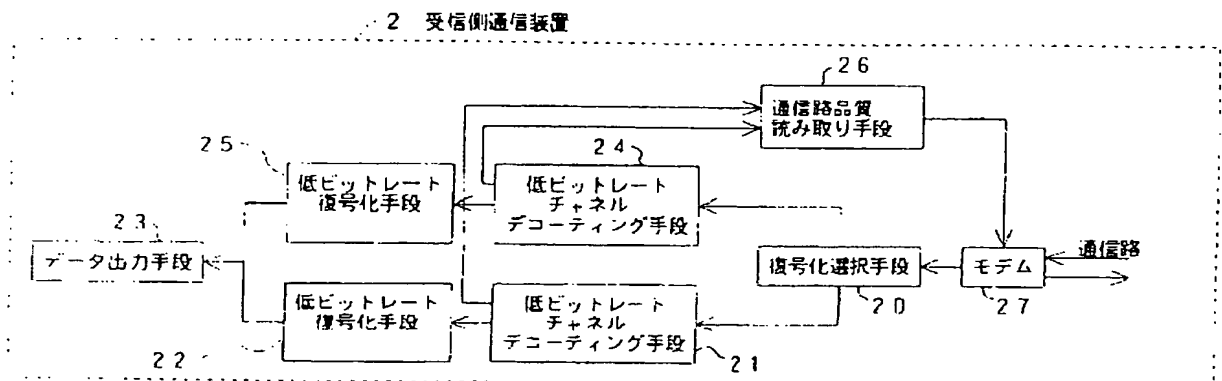 2 受信側通信装置
26
通信路品質
読み取り手段
25
24
低ビットレート
復号化手段
低ビットレート
チャネル
デコーティング手段
23
データ出力手段
復号化選択手段
モデム
通信路
20
27
低ビットレート
復号化手段
低ビットレート
チャネル
デコーティング手段
22
21